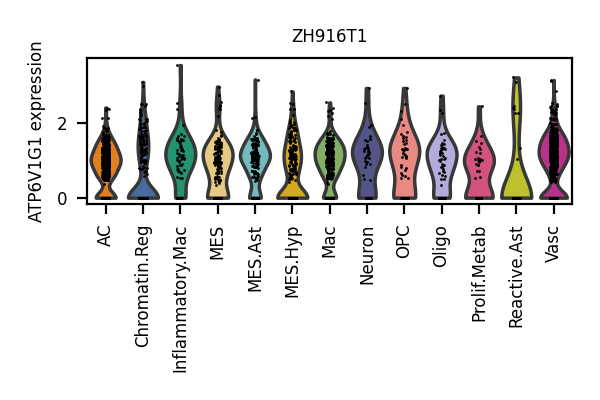 ZH916T1
ATP6V1G1 expression
2
0
AC
Chromatin.Reg
Inflammatory.Mac
MES
MES.Ast
MES.Hyp
Mac
Neuron
OPC
Oligo
Prolif.Metab
Reactive.Ast
Vasc